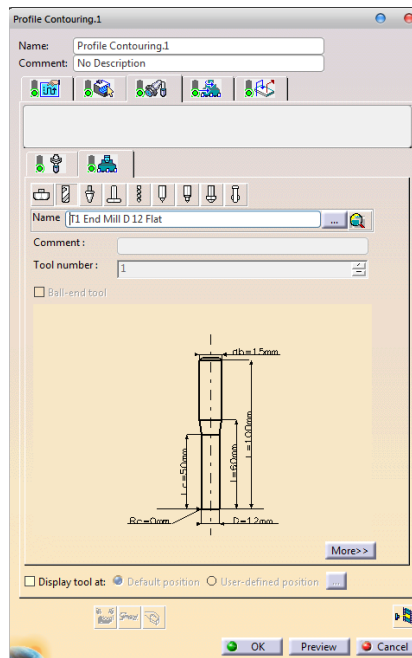 Profile Contouring.1
Name: Profile Contouring.1
Comment: No Description
Name T1 End Mill D 12 Flat ...
Comment :
Tool number : 1
Ball-end tool
db=15mm
Lc=50mm
l=60mm
L=100mm
Rc=0mm
D=12mm
More>>
Display tool at: Default position User-defined position ...
OK Preview Cancel